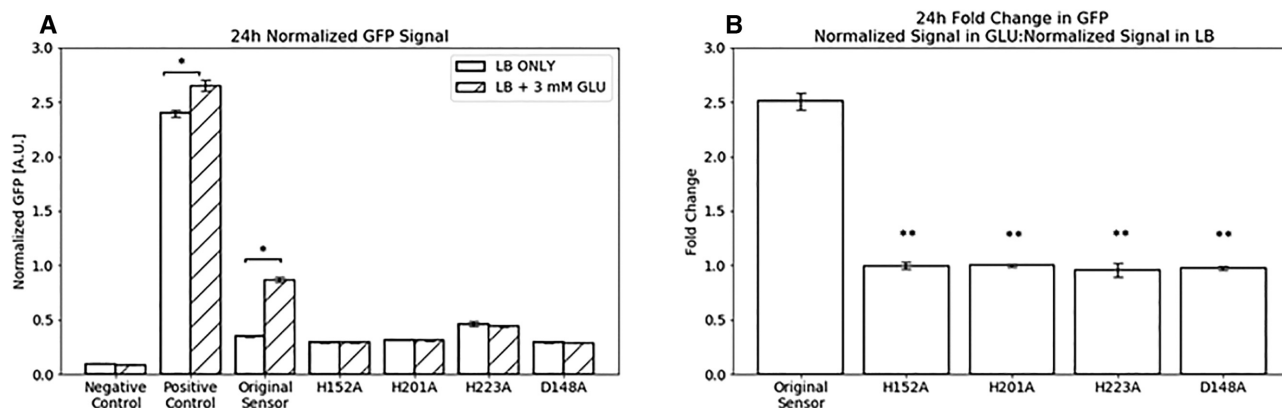 A
24h Normalized GFP Signal
Normalized GFP [A.U.]
3.0
2.5
2.0
1.5
1.0
0.5
0.0
*
*
LB ONLY
LB + 3 mM GLU
Negative Control
Positive Control
Original Sensor
H152A
H201A
H223A
D148A
B
24h Fold Change in GFP
Normalized Signal in GLU:Normalized Signal in LB
Fold Change
3.0
2.5
2.0
1.5
1.0
0.5
0.0
**
**
**
**
Original Sensor
H152A
H201A
H223A
D148A